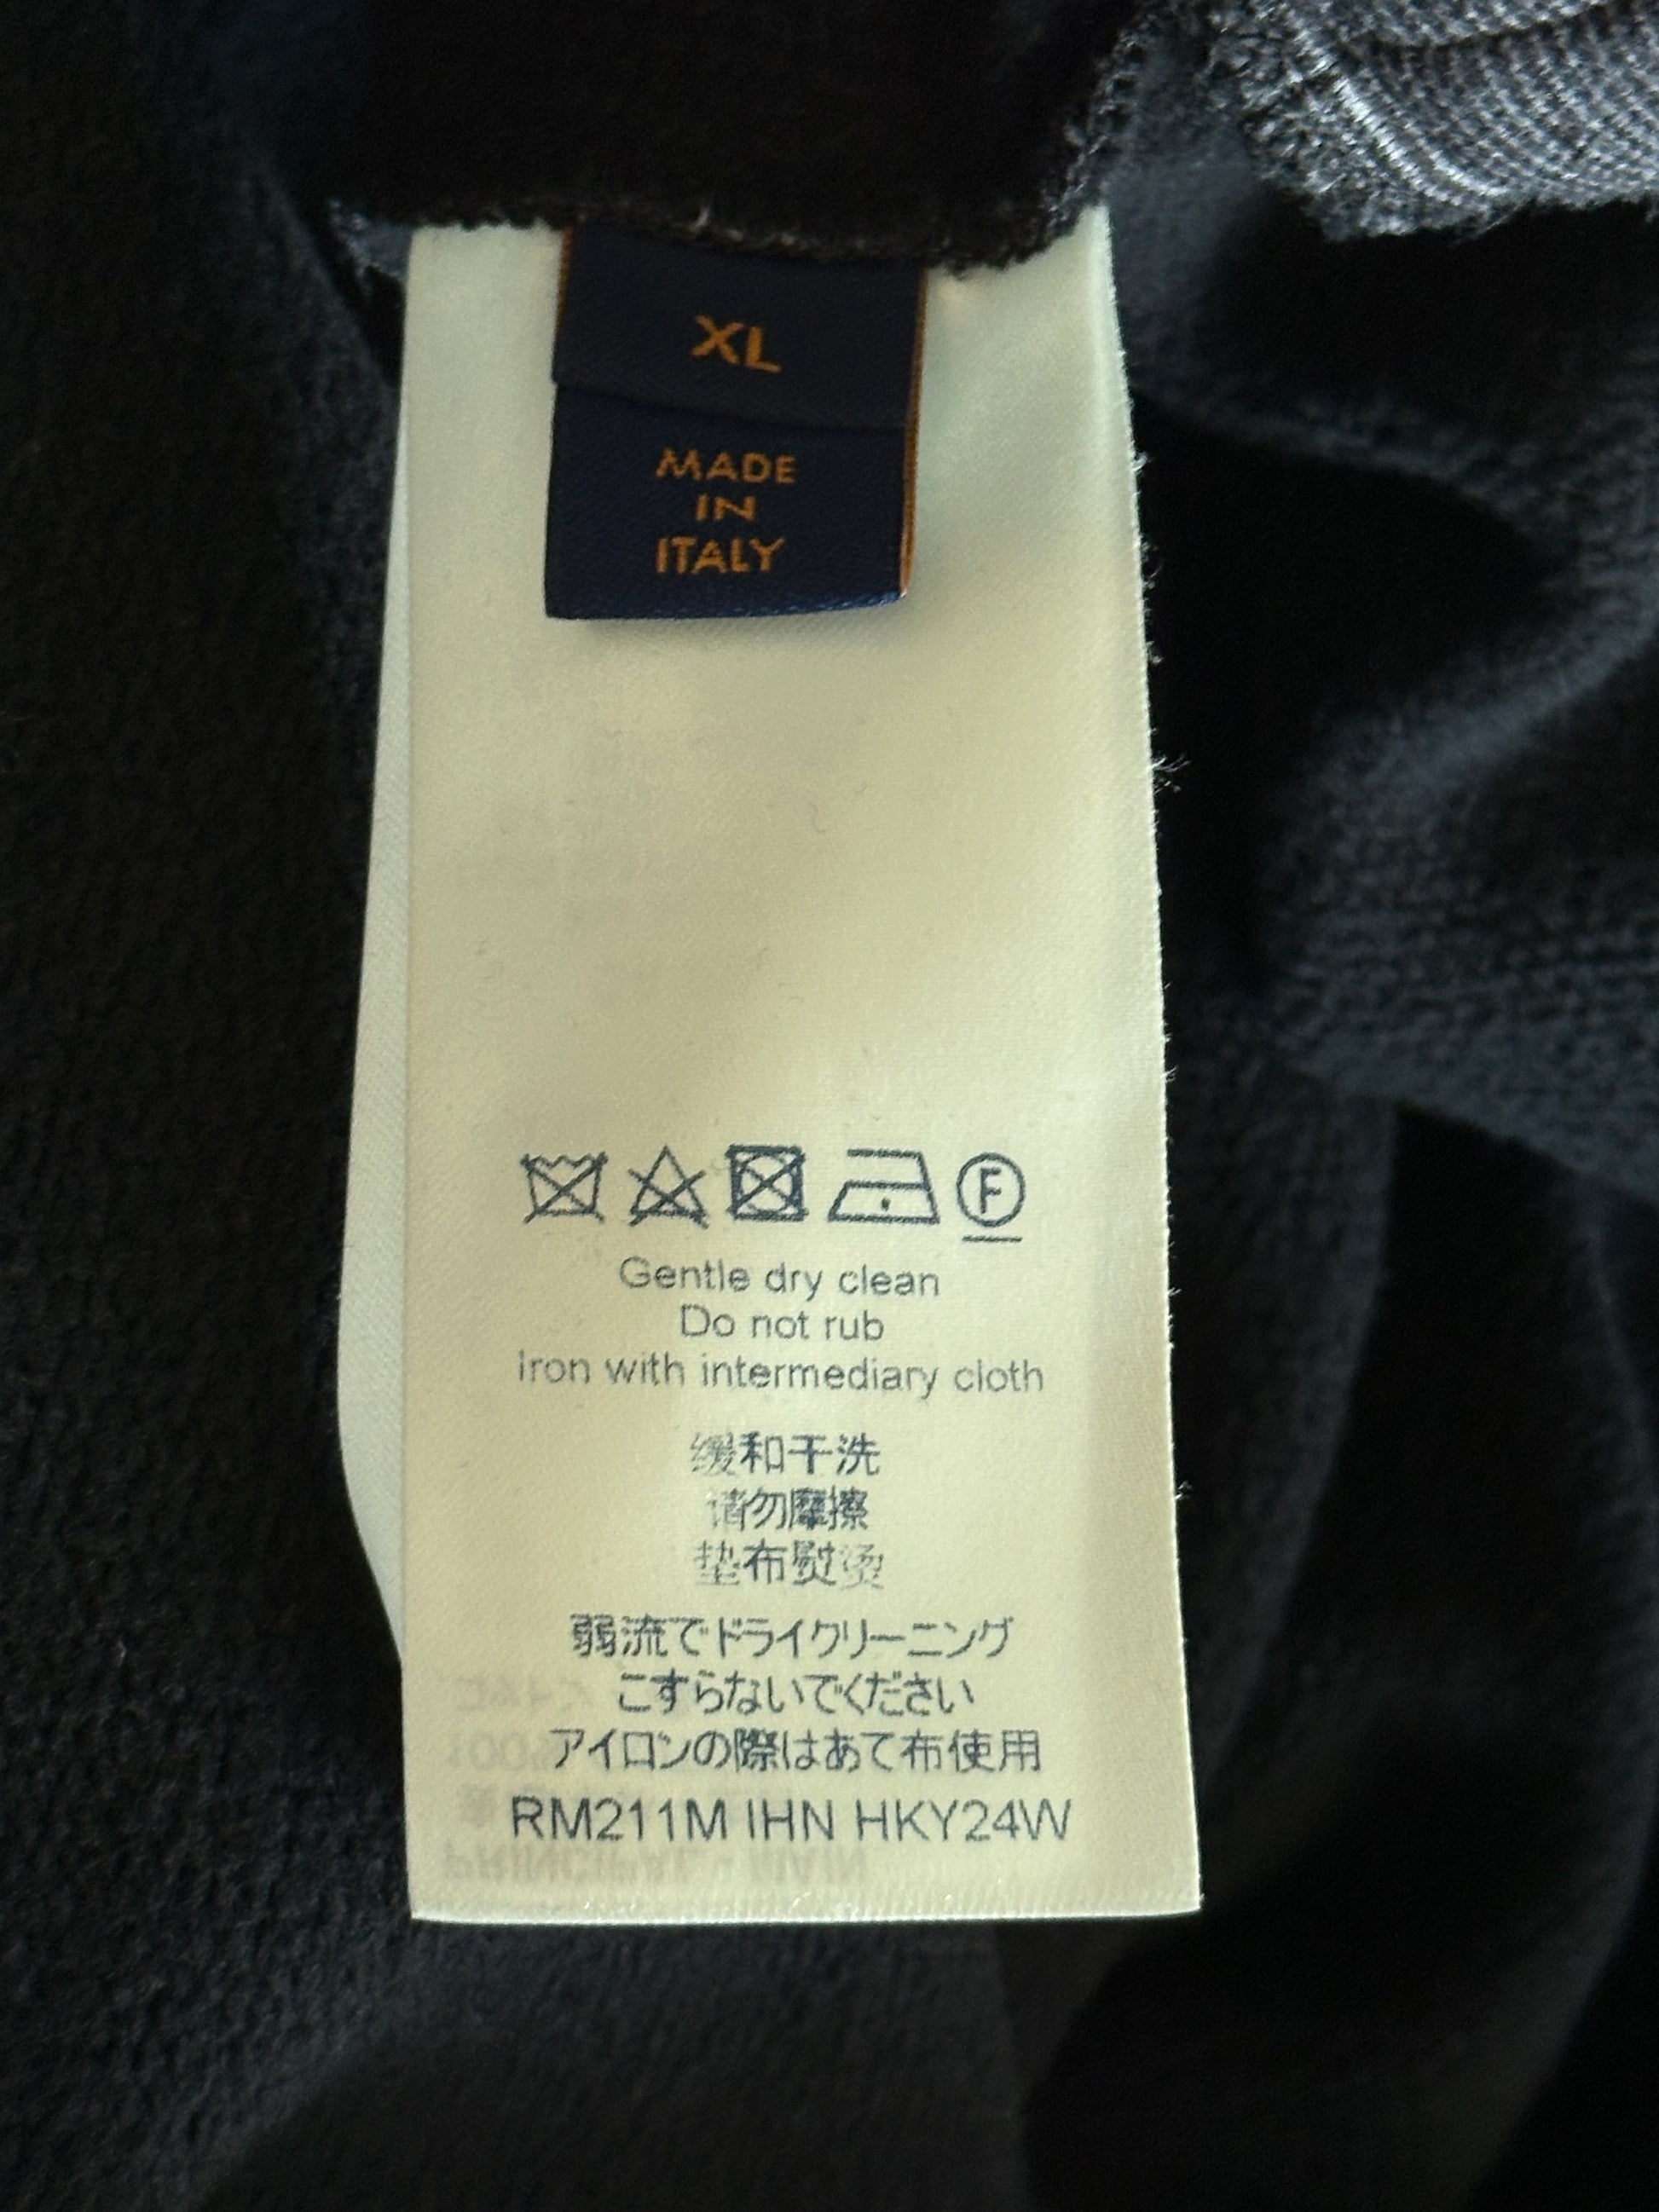 XL
MADE
IN
ITALY
F
Gentle dry clean
Do not rub
Iron with intermediary cloth
缓和干洗
请勿摩擦
垫布熨烫
弱流でドライクリーニング
こすらないでください
アイロンの際はあて布使用
RM211M IHN HKY24W